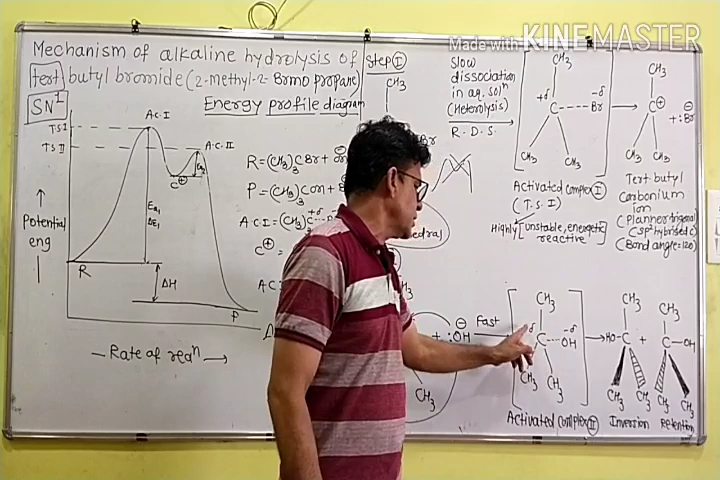 Made with KINEMASTER
Mechanism of alkaline hydrolysis of
tert butyl bromide (2-methyl-2-Bromo propane)
SN1
Energy profile diagram
T.S.I
T.S II
A.C.I
A.C.II
C⊕
Ea1
ΔE1
Potential
eng
R
ΔH
P
— Rate of reaⁿ →
R = (CH3)3CBr +
P = (CH3)3COH +
A.C.I = (CH3)3C
C⊕ =
A.C
Step I
CH3
Slow
dissociation
in aq. solⁿ
(Heterolysis)
R. D. S.
CH3
+δ -δ
C ---- Br
CH3 CH3
Activated complex I
(T. S. I)
Highly [unstable, energetic
reactive]
CH3
C⊕ + :Br⊖
CH3 CH3
Tert butyl
Carbonium
ion
(Planner trigonal)
(Sp² hybrised C)
(Bond angle = 120
+ :OH⊖
CH3
Fast
CH3
δ -δ
C --- OH
CH3 CH3
Activated complex II
CH3
HO-C
CH3 CH3
Inversion
+
CH3
C-OH
CH3 CH3
Retention